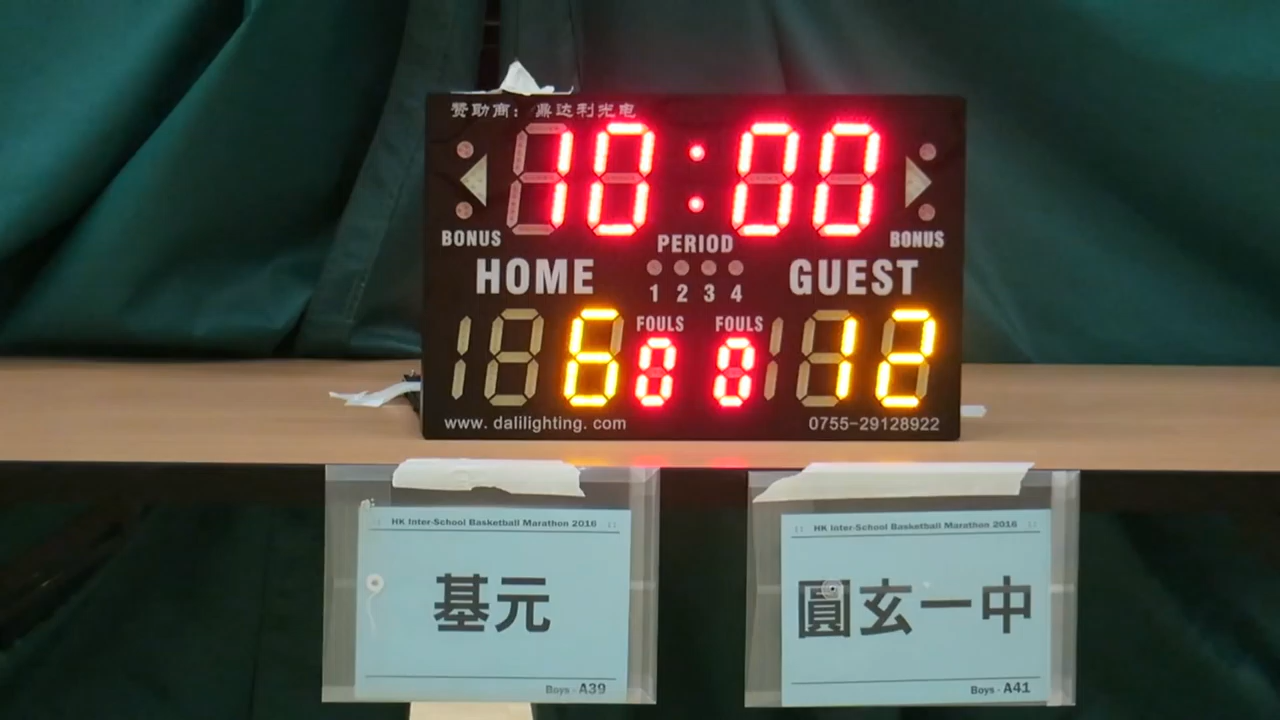 赞助商：鼎达利光电
10:00
BONUS
PERIOD
BONUS
HOME
1 2 3 4
GUEST
FOULS
FOULS
6
0
0
12
www.dalilighting.com
0755-29128922
HK Inter-School Basketball Marathon 2016
基元
Boys - A39
HK Inter-School Basketball Marathon 2016
圓玄一中
Boys - A41